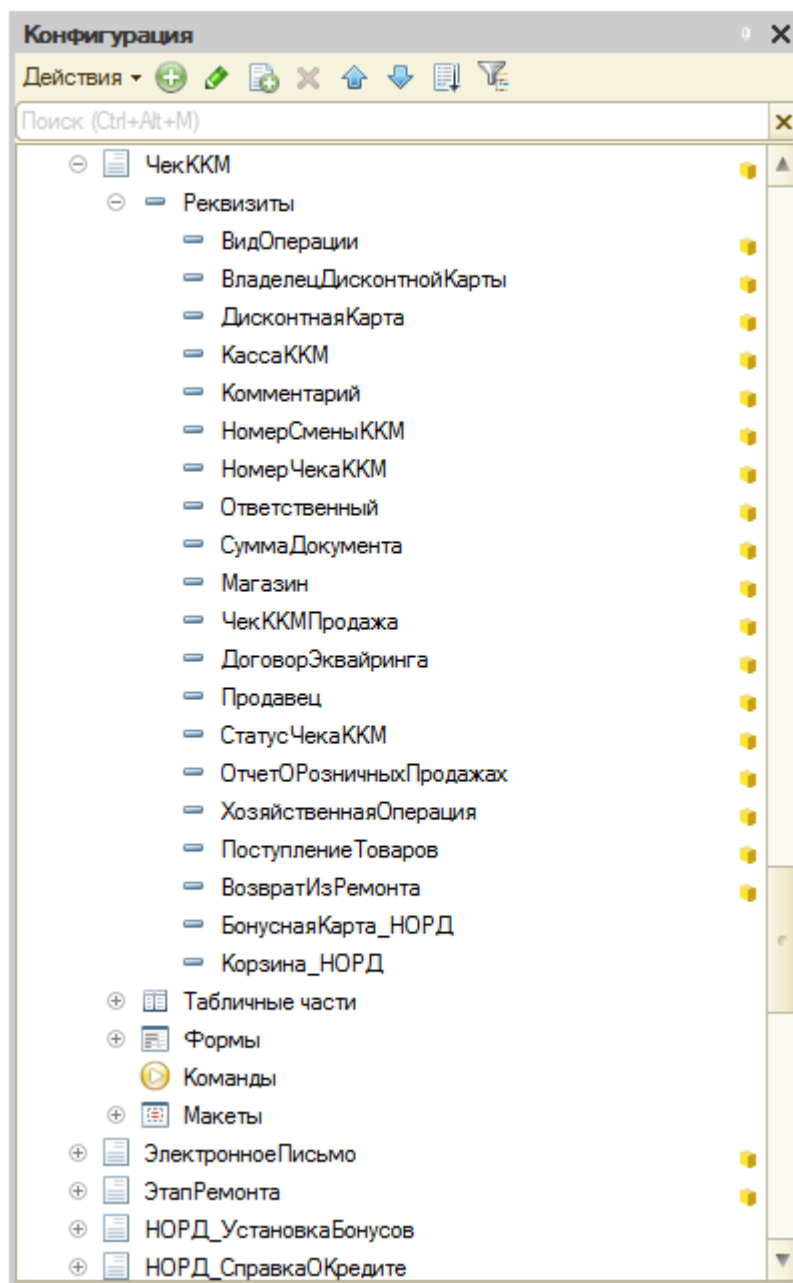 Конфигурация
Действия
Поиск (Ctrl+Alt+M)
ЧекККМ
Реквизиты
ВидОперации
ВладелецДисконтнойКарты
ДисконтнаяКарта
КассаККМ
Комментарий
НомерСменыККМ
НомерЧекаККМ
Ответственный
СуммаДокумента
Магазин
ЧекККМПродажа
ДоговорЭквайринга
Продавец
СтатусЧекаККМ
ОтчетОРозничныхПродажах
ХозяйственнаяОперация
ПоступлениеТоваров
ВозвратИзРемонта
БонуснаяКарта_НОРД
Корзина_НОРД
Табличные части
Формы
Команды
Макеты
ЭлектронноеПисьмо
ЭтапРемонта
НОРД_УстановкаБонусов
НОРД_СправкаОКредите